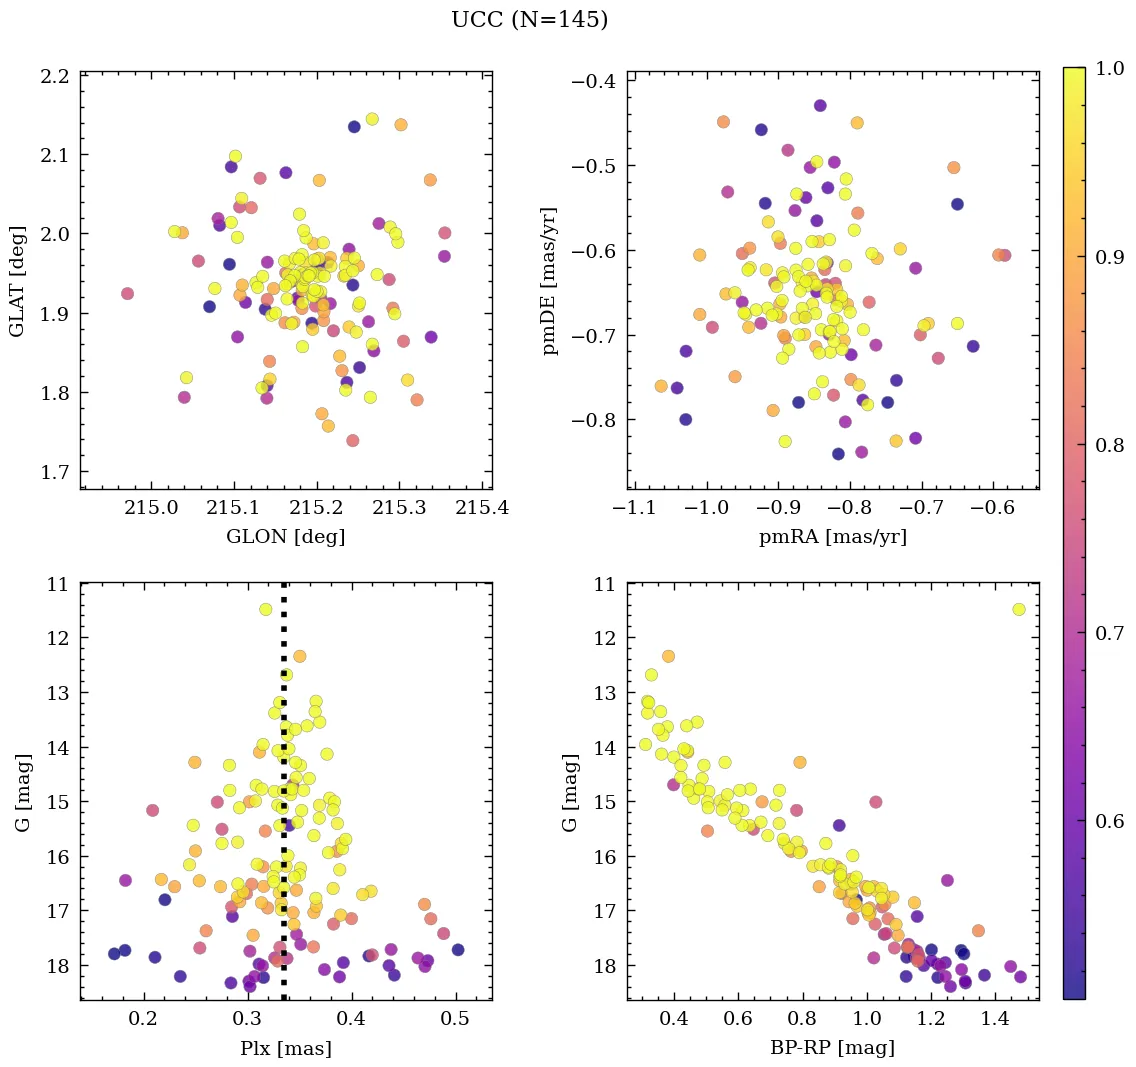 UCC (N=145)
2.2
2.1
2.0
1.9
1.8
1.7
GLAT [deg]
215.0 215.1 215.2 215.3 215.4
GLON [deg]
−0.4
−0.5
−0.6
−0.7
−0.8
pmDE [mas/yr]
−1.1 −1.0 −0.9 −0.8 −0.7 −0.6
pmRA [mas/yr]
11
12
13
14
15
16
17
18
G [mag]
0.2 0.3 0.4 0.5
Plx [mas]
11
12
13
14
15
16
17
18
G [mag]
0.4 0.6 0.8 1.0 1.2 1.4
BP-RP [mag]
1.0
0.9
0.8
0.7
0.6